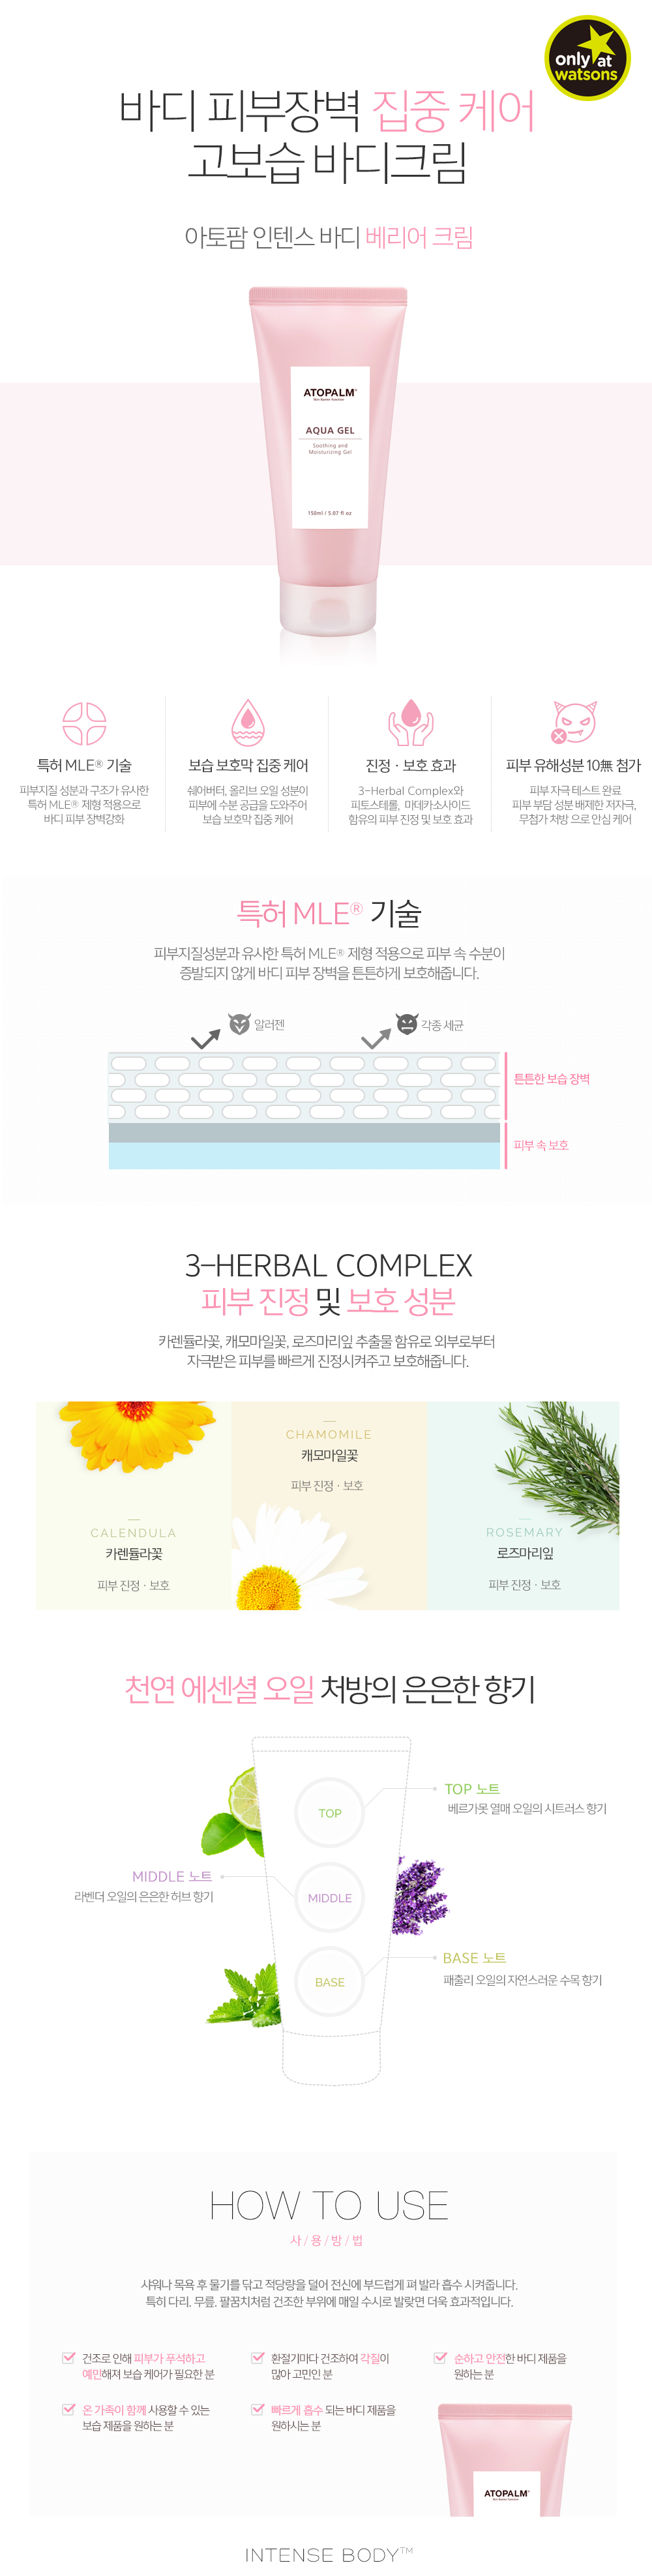 only at
watsons
바디 피부장벽 집중 케어
고보습 바디크림
아토팜 인텐스 바디 베리어 크림
ATOPALM®
Skin Barrier Function
AQUA GEL
Soothing and
Moisturizing Gel
150ml / 5.07 fl oz
특허 MLE® 기술
피부지질 성분과 구조가 유사한
특허 MLE® 제형 적용으로
바디 피부 장벽강화
보습 보호막 집중 케어
쉐어버터, 올리브 오일 성분이
피부에 수분 공급을 도와주어
보습 보호막 집중 케어
진정 · 보호 효과
3-Herbal Complex와
피토스테롤, 마데카소사이드
함유의 피부 진정 및 보호 효과
피부 유해성분 10無 첨가
피부 자극 테스트 완료
피부 부담 성분 배제한 저자극,
무첨가 처방 으로 안심 케어
특허 MLE® 기술
피부지질성분과 유사한 특허 MLE® 제형 적용으로 피부 속 수분이
증발되지 않게 바디 피부 장벽을 튼튼하게 보호해줍니다.
알러젠
각종 세균
튼튼한 보습 장벽
피부 속 보호
3-HERBAL COMPLEX
피부 진정 및 보호 성분
카렌듈라꽃, 캐모마일꽃, 로즈마리잎 추출물 함유로 외부로부터
자극받은 피부를 빠르게 진정시켜주고 보호해줍니다.
CHAMOMILE
캐모마일꽃
피부 진정 · 보호
CALENDULA
카렌듈라꽃
피부 진정 · 보호
ROSEMARY
로즈마리잎
피부 진정 · 보호
천연 에센셜 오일 처방의 은은한 향기
TOP 노트
베르가못 열매 오일의 시트러스 향기
TOP
MIDDLE 노트
라벤더 오일의 은은한 허브 향기
MIDDLE
BASE 노트
패출리 오일의 자연스러운 수목 향기
BASE
HOW TO USE
사 / 용 / 방 / 법
샤워나 목욕 후 물기를 닦고 적당량을 덜어 전신에 부드럽게 펴 발라 흡수 시켜줍니다.
특히 다리, 무릎, 팔꿈치처럼 건조한 부위에 매일 수시로 발랒면 더욱 효과적입니다.
건조로 인해 피부가 푸석하고
예민해져 보습 케어가 필요한 분
환절기마다 건조하여 각질이
많아 고민인 분
순하고 안전한 바디 제품을
원하는 분
온 가족이 함께 사용할 수 있는
보습 제품을 원하는 분
빠르게 흡수 되는 바디 제품을
원하시는 분
ATOPALM®
Skin Barrier Function
INTENSE BODY™